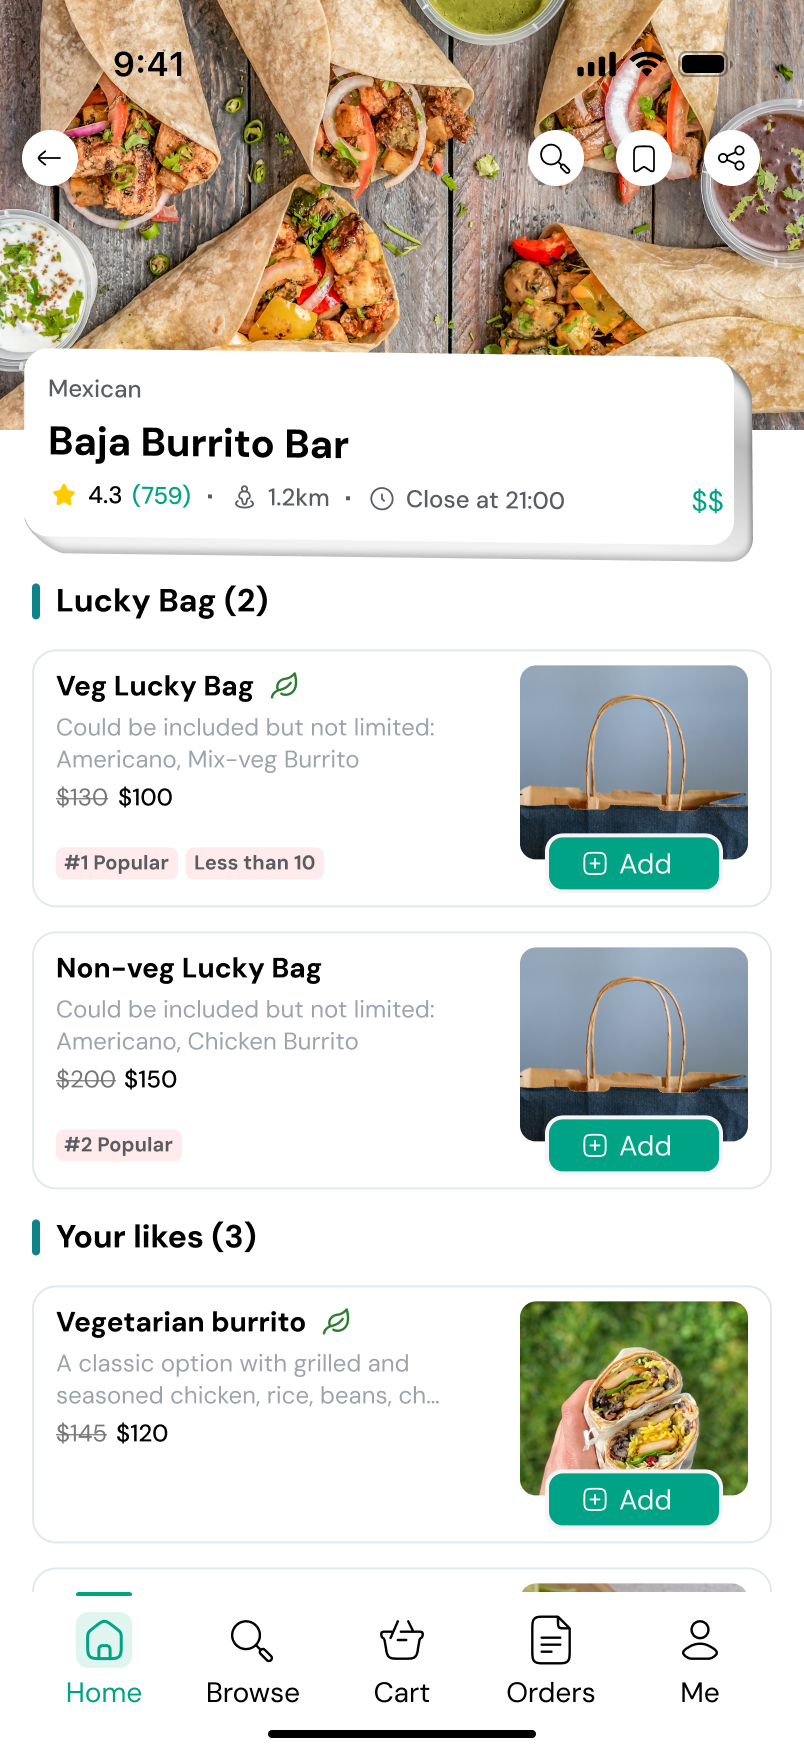 9:41
Mexican
Baja Burrito Bar
4.3 (759) · 1.2km · Close at 21:00 $$
Lucky Bag (2)
Veg Lucky Bag
Could be included but not limited:
Americano, Mix-veg Burrito
$130 $100
#1 Popular Less than 10
Add
Non-veg Lucky Bag
Could be included but not limited:
Americano, Chicken Burrito
$200 $150
#2 Popular
Add
Your likes (3)
Vegetarian burrito
A classic option with grilled and
seasoned chicken, rice, beans, ch...
$145 $120
Add
Home Browse Cart Orders Me